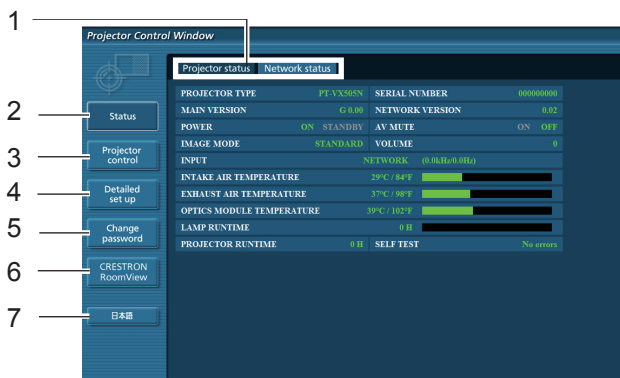 1
Projector Control Window
Projector status Network status
PROJECTOR TYPE PT-VX505N SERIAL NUMBER 000000000
2 Status
MAIN VERSION G 0.00 NETWORK VERSION 0.02
POWER ON STANDBY AV MUTE ON OFF
IMAGE MODE STANDARD VOLUME 0
3 Projector control
INPUT NETWORK (0.0kHz/0.0Hz)
INTAKE AIR TEMPERATURE 29°C / 84°F
4 Detailed set up
EXHAUST AIR TEMPERATURE 37°C / 98°F
OPTICS MODULE TEMPERATURE 39°C / 102°F
5 Change password
LAMP RUNTIME 0 H
PROJECTOR RUNTIME 0 H SELF TEST No errors
6 CRESTRON RoomView
7 日本語